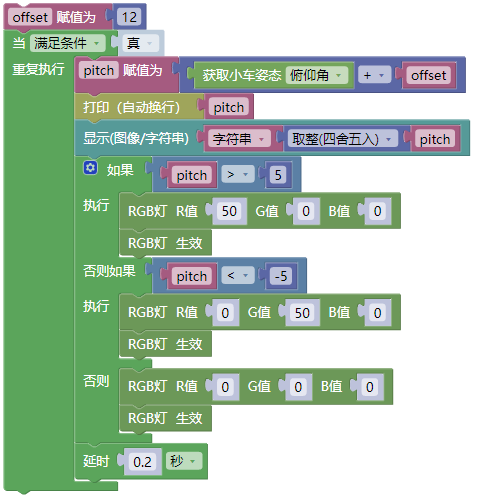 offset 赋值为 12
当 满足条件 真
重复执行 pitch 赋值为 获取小车姿态 俯仰角 + offset
打印（自动换行） pitch
显示(图像/字符串) 字符串 取整(四舍五入) pitch
如果 pitch > 5
执行 RGB灯 R值 50 G值 0 B值 0
RGB灯 生效
否则如果 pitch < -5
执行 RGB灯 R值 0 G值 50 B值 0
RGB灯 生效
否则 RGB灯 R值 0 G值 0 B值 0
RGB灯 生效
延时 0.2 秒